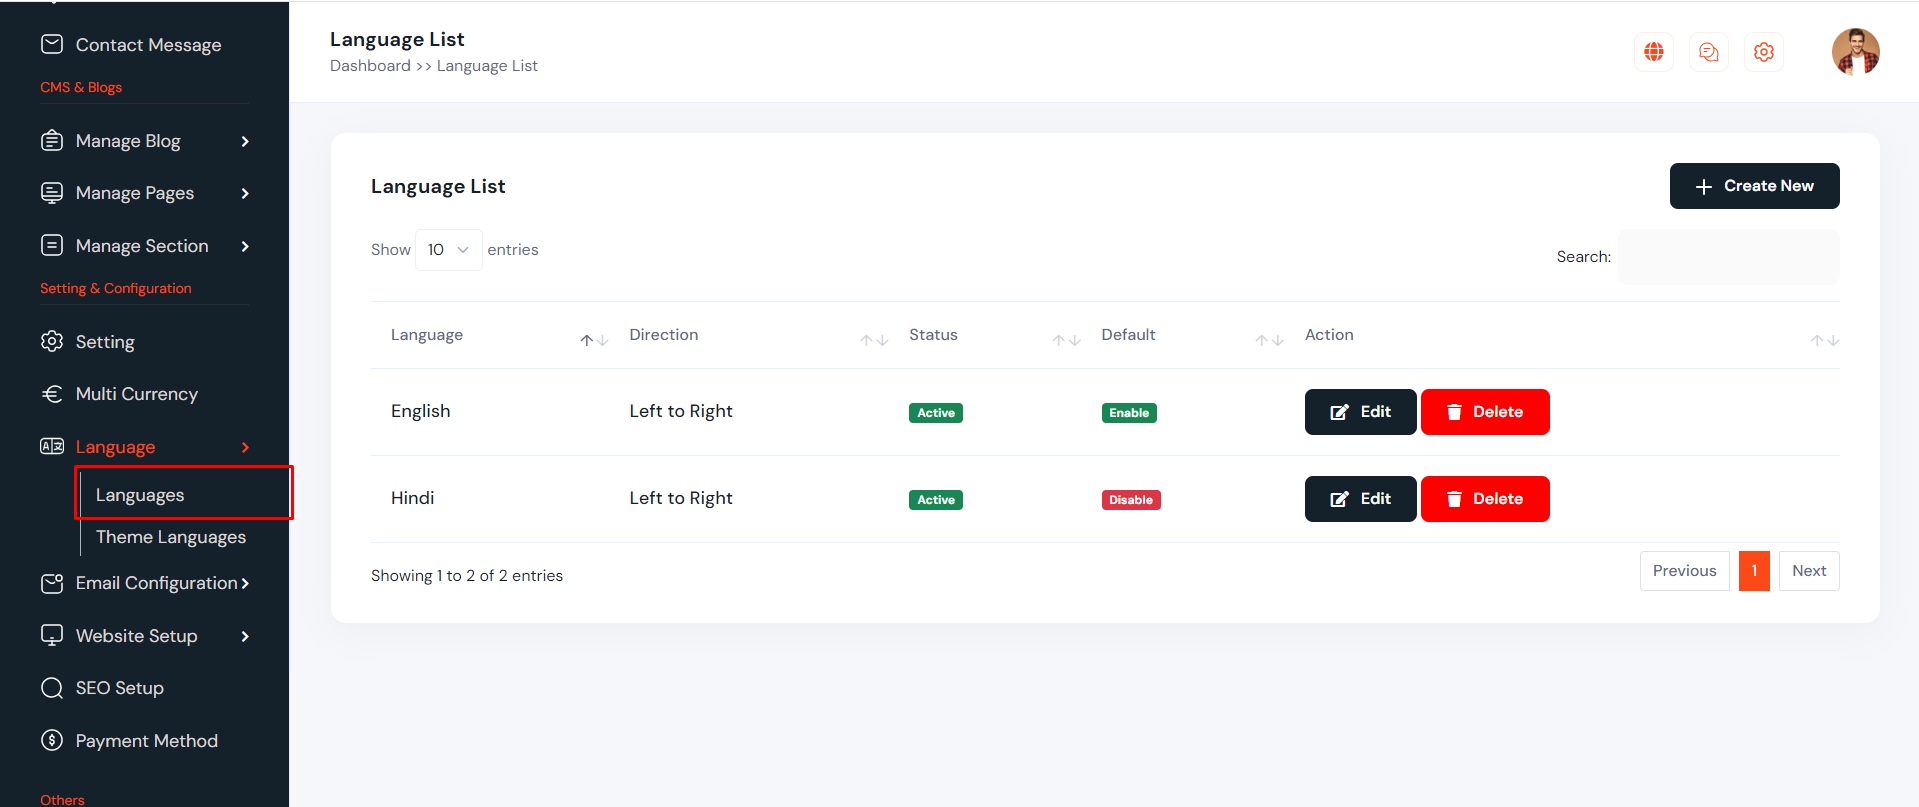 Contact Message
CMS & Blogs
Manage Blog
Manage Pages
Manage Section
Setting & Configuration
Setting
Multi Currency
Language
Languages
Theme Languages
Email Configuration
Website Setup
SEO Setup
Payment Method
Others
Language List
Dashboard >> Language List
Language List
Create New
Show 10 entries
Search:
Language Direction Status Default Action
English Left to Right Active Enable Edit Delete
Hindi Left to Right Active Disable Edit Delete
Showing 1 to 2 of 2 entries
Previous 1 Next